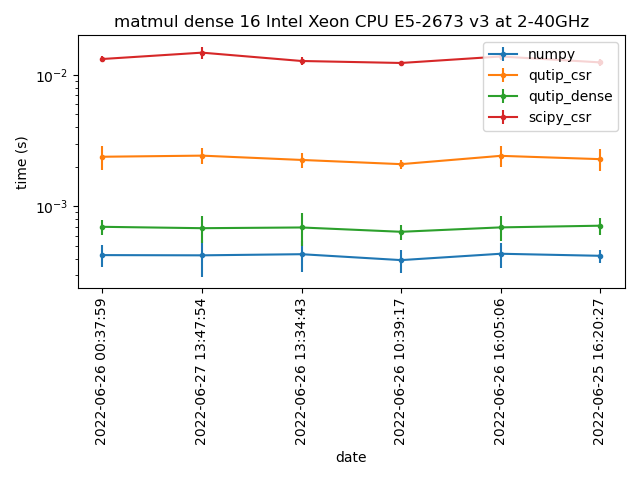 matmul dense 16 Intel Xeon CPU E5-2673 v3 at 2-40GHz
numpy
qutip_csr
qutip_dense
scipy_csr
10⁻²
10⁻³
time (s)
2022-06-26 00:37:59
2022-06-27 13:47:54
2022-06-26 13:34:43
2022-06-26 10:39:17
2022-06-26 16:05:06
2022-06-25 16:20:27
date